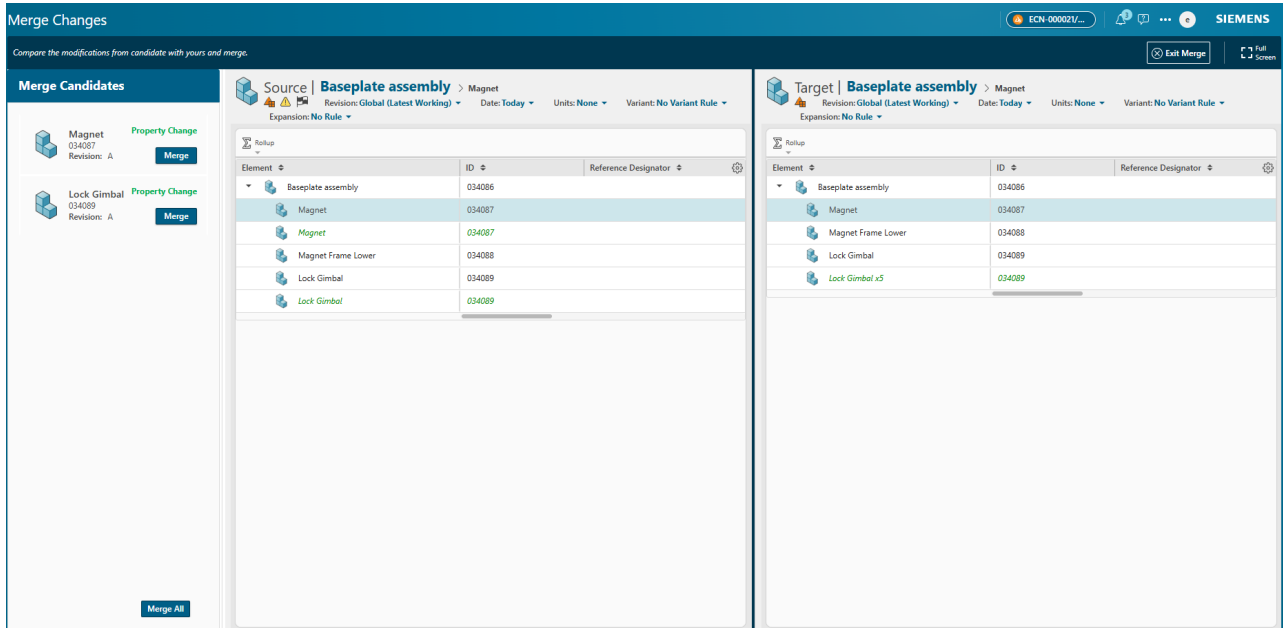 Merge Changes
ECN-000021/...
3
e
SIEMENS
Compare the modifications from candidate with yours and merge.
Exit Merge
Full Screen
Merge Candidates
Magnet
Property Change
034087
Revision: A
Merge
Lock Gimbal
Property Change
034089
Revision: A
Merge
Merge All
Source | Baseplate assembly > Magnet
Revision: Global (Latest Working) Date: Today Units: None Variant: No Variant Rule
Expansion: No Rule
Rollup
Element ID Reference Designator
Baseplate assembly 034086
Magnet 034087
Magnet 034087
Magnet Frame Lower 034088
Lock Gimbal 034089
Lock Gimbal 034089
Target | Baseplate assembly > Magnet
Revision: Global (Latest Working) Date: Today Units: None Variant: No Variant Rule
Expansion: No Rule
Rollup
Element ID Reference Designator
Baseplate assembly 034086
Magnet 034087
Magnet Frame Lower 034088
Lock Gimbal 034089
Lock Gimbal x5 034089